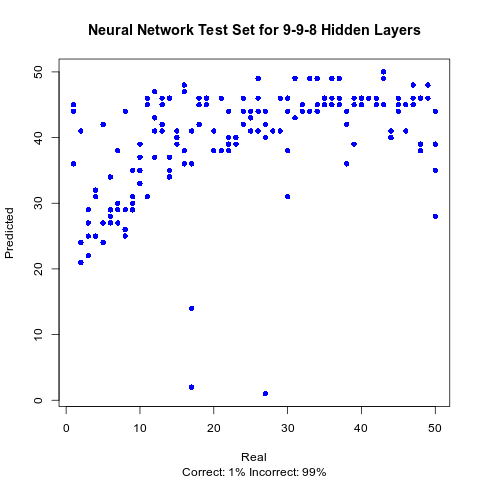 Neural Network Test Set for 9-9-8 Hidden Layers
50
40
30
20
10
0
Predicted
0 10 20 30 40 50
Real
Correct: 1% Incorrect: 99%